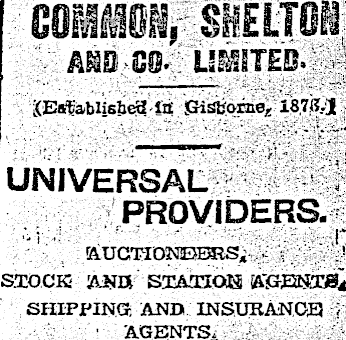 COMMON, SHELTON
AND CO. LIMITED.
(Established in Gisborne, 1878.)
UNIVERSAL
PROVIDERS.
AUCTIONEERS,
STOCK AND STATION AGENTS,
SHIPPING AND INSURANCE
AGENTS.